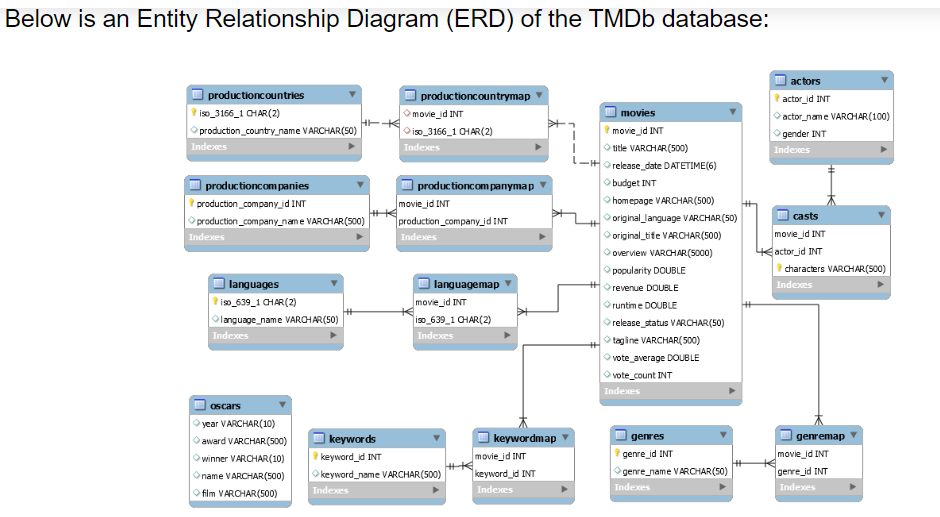 Below is an Entity Relationship Diagram (ERD) of the TMDb database:
productioncountries
iso_3166_1 CHAR(2)
production_country_name VARCHAR(50)
Indexes
productioncountrymap
movie_id INT
iso_3166_1 CHAR(2)
Indexes
movies
movie_id INT
title VARCHAR(500)
release_date DATETIME(6)
budget INT
homepage VARCHAR(500)
original_language VARCHAR(50)
original_title VARCHAR(500)
overview VARCHAR(5000)
popularity DOUBLE
revenue DOUBLE
runtime DOUBLE
release_status VARCHAR(50)
tagline VARCHAR(500)
vote_average DOUBLE
vote_count INT
Indexes
actors
actor_id INT
actor_name VARCHAR(100)
gender INT
Indexes
productioncompanies
production_company_id INT
production_company_name VARCHAR(500)
Indexes
productioncompanymap
movie_id INT
production_company_id INT
Indexes
casts
movie_id INT
actor_id INT
characters VARCHAR(500)
Indexes
languages
iso_639_1 CHAR(2)
language_name VARCHAR(50)
Indexes
languagemap
movie_id INT
iso_639_1 CHAR(2)
Indexes
oscars
year VARCHAR(10)
award VARCHAR(500)
winner VARCHAR(10)
name VARCHAR(500)
film VARCHAR(500)
keywords
keyword_id INT
keyword_name VARCHAR(500)
Indexes
keywordmap
movie_id INT
keyword_id INT
Indexes
genres
genre_id INT
genre_name VARCHAR(50)
Indexes
genremap
movie_id INT
genre_id INT
Indexes